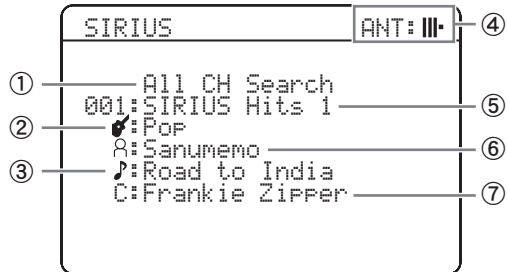 SIRIUS ANT: ④
① All CH Search
001:SIRIUS Hits 1 ⑤
② :Pop
:Sanumemo ⑥
③ ♪:Road to India
C:Frankie Zipper ⑦